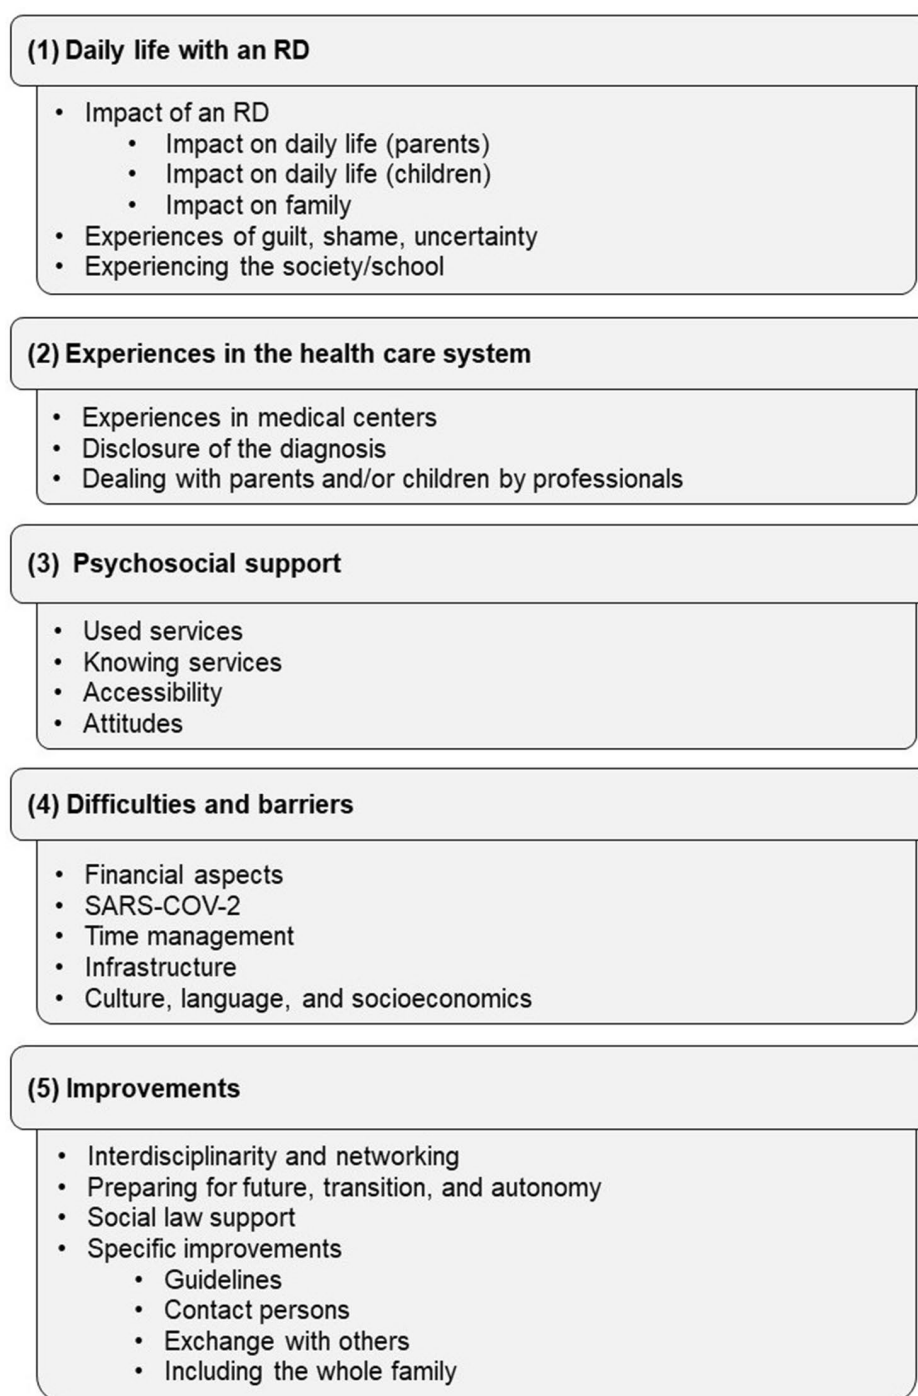 (1) Daily life with an RD
• Impact of an RD
• Impact on daily life (parents)
• Impact on daily life (children)
• Impact on family
• Experiences of guilt, shame, uncertainty
• Experiencing the society/school
(2) Experiences in the health care system
• Experiences in medical centers
• Disclosure of the diagnosis
• Dealing with parents and/or children by professionals
(3) Psychosocial support
• Used services
• Knowing services
• Accessibility
• Attitudes
(4) Difficulties and barriers
• Financial aspects
• SARS-COV-2
• Time management
• Infrastructure
• Culture, language, and socioeconomics
(5) Improvements
• Interdisciplinarity and networking
• Preparing for future, transition, and autonomy
• Social law support
• Specific improvements
• Guidelines
• Contact persons
• Exchange with others
• Including the whole family